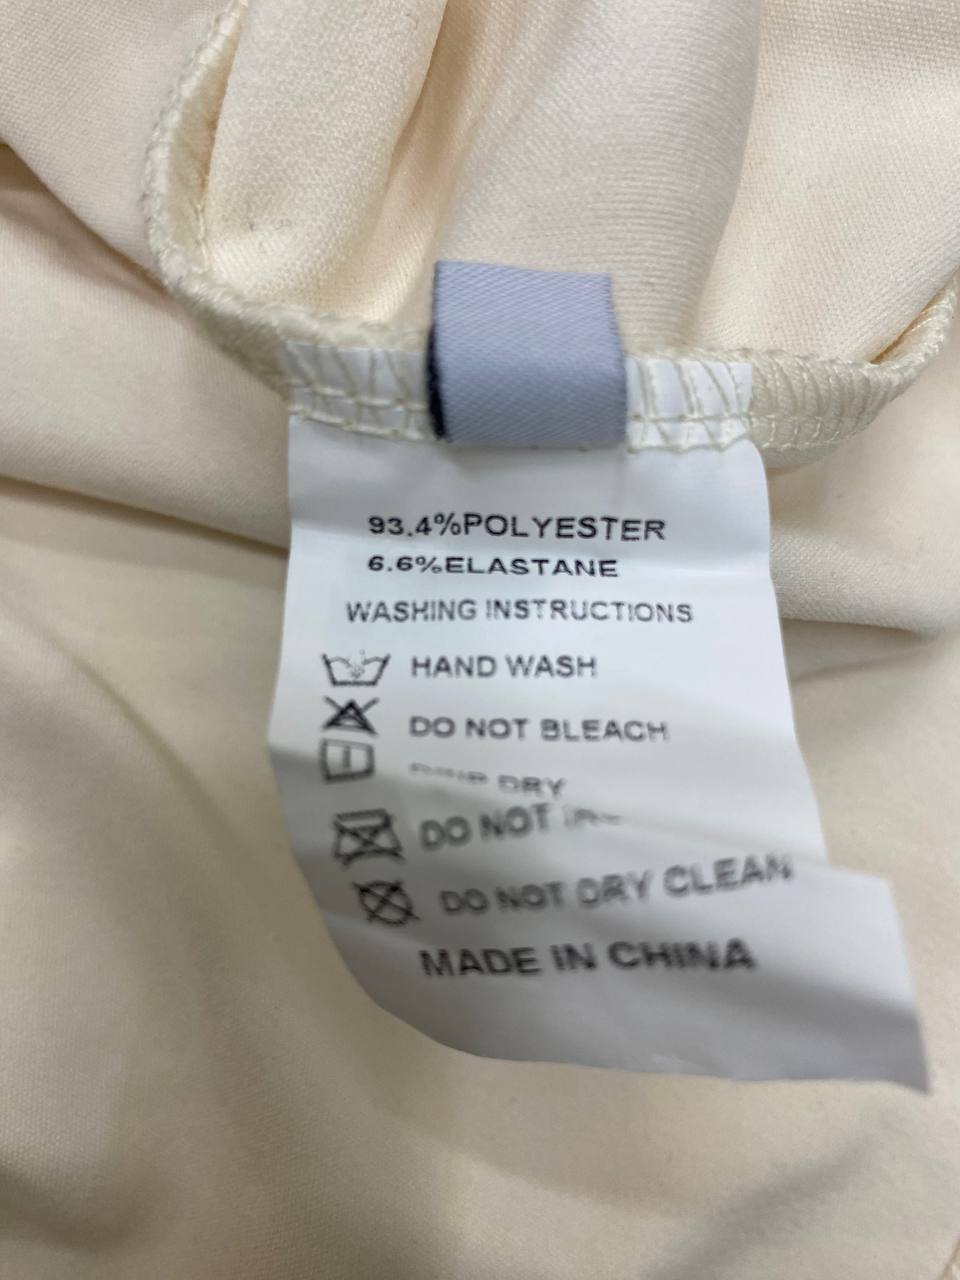 93.4%POLYESTER
6.6%ELASTANE
WASHING INSTRUCTIONS
HAND WASH
DO NOT BLEACH
DRY
DO NOT
DO NOT DRY CLEAN
MADE IN CHINA